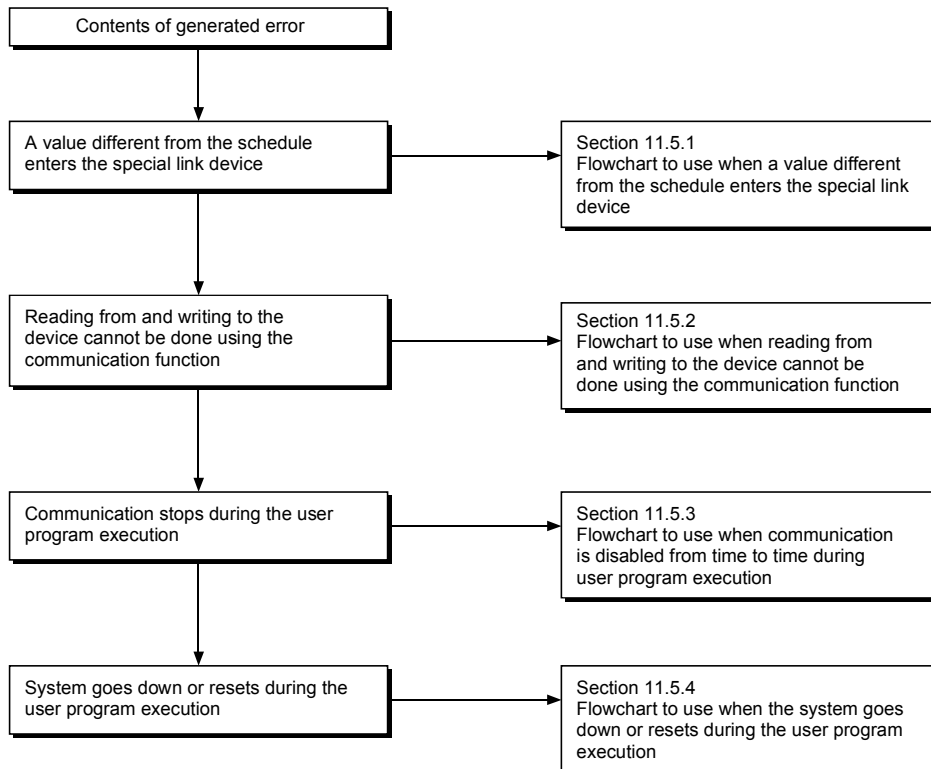 Contents of generated error
A value different from the schedule
enters the special link device
Section 11.5.1
Flowchart to use when a value different
from the schedule enters the special link
device
Reading from and writing to the
device cannot be done using the
communication function
Section 11.5.2
Flowchart to use when reading from
and writing to the device cannot be
done using the communication function
Communication stops during the user
program execution
Section 11.5.3
Flowchart to use when communication
is disabled from time to time during
user program execution
System goes down or resets during the
user program execution
Section 11.5.4
Flowchart to use when the system goes
down or resets during the user program
execution